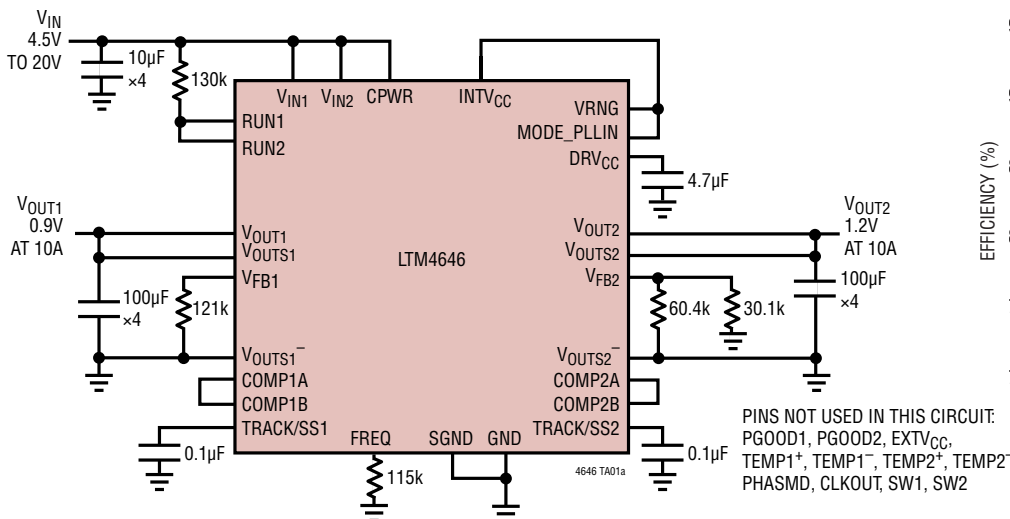 VIN
4.5V
TO 20V
10µF
×4
130k
VIN1
VIN2
CPWR
INTVCC
RUN1
RUN2
VRNG
MODE_PLLIN
DRVCC
4.7µF
VOUT1
0.9V
AT 10A
VOUT1
VOUTS1
VFB1
100µF
×4
121k
VOUTS1–
COMP1A
COMP1B
TRACK/SS1
0.1µF
LTM4646
VOUT2
VOUTS2
VFB2
VOUT2
1.2V
AT 10A
100µF
×4
60.4k
30.1k
VOUTS2–
COMP2A
COMP2B
TRACK/SS2
0.1µF
FREQ
SGND
GND
115k
4646 TA01a
PINS NOT USED IN THIS CIRCUIT:
PGOOD1, PGOOD2, EXTVCC,
TEMP1+, TEMP1–, TEMP2+, TEMP2–
PHASMD, CLKOUT, SW1, SW2
EFFICIENCY (%)